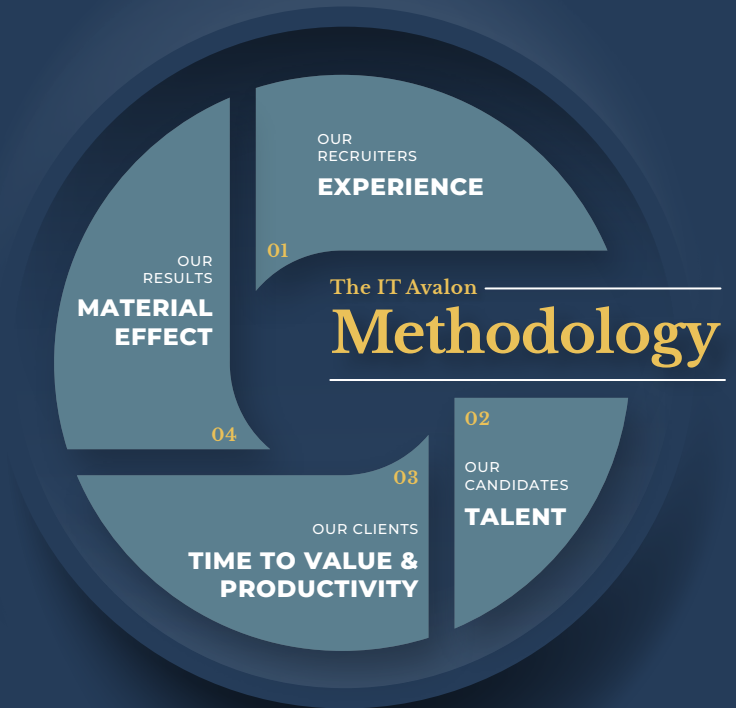 The IT Avalon
Methodology
01
OUR
RECRUITERS
EXPERIENCE
02
OUR
CANDIDATES
TALENT
03
OUR CLIENTS
TIME TO VALUE &
PRODUCTIVITY
04
OUR
RESULTS
MATERIAL
EFFECT